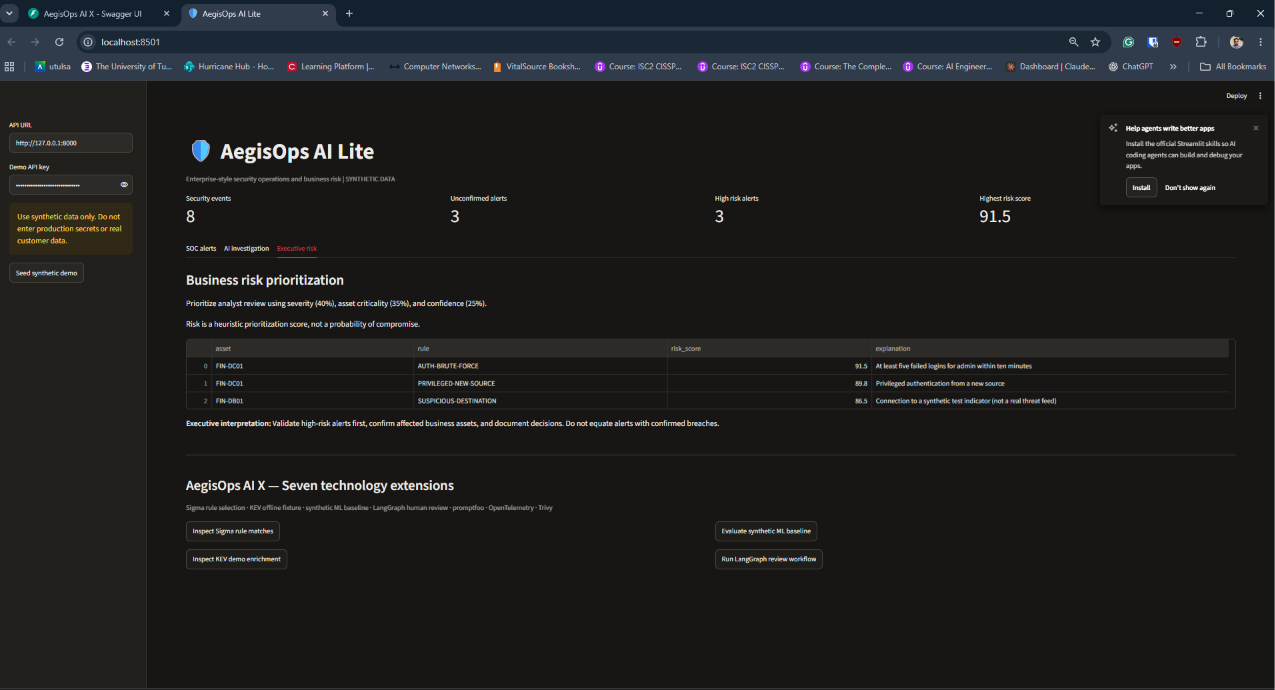 AegisOps AI X - Swagger UI
AegisOps AI Lite
localhost:8501
utulsa
The University of Tu...
Hurricane Hub - Ho...
Learning Platform |...
Computer Networks...
VitalSource Booksh...
Course: ISC2 CISSP...
Course: ISC2 CISSP...
Course: The Comple...
Course: AI Engineer...
Dashboard | Claude...
ChatGPT
All Bookmarks
Deploy
API URL
http://127.0.0.1:8000
Demo API key
Use synthetic data only. Do not
enter production secrets or real
customer data.
Seed synthetic demo
Help agents write better apps
Install the official Streamlit skills so AI
coding agents can build and debug your
apps.
Install Don't show again
AegisOps AI Lite
Enterprise-style security operations and business risk | SYNTHETIC DATA
Security events Unconfirmed alerts High risk alerts Highest risk score
8 3 3 91.5
SOC alerts AI investigation Executive risk
Business risk prioritization
Prioritize analyst review using severity (40%), asset criticality (35%), and confidence (25%).
Risk is a heuristic prioritization score, not a probability of compromise.
asset rule risk_score explanation
0 FIN-DC01 AUTH-BRUTE-FORCE 91.5 At least five failed logins for admin within ten minutes
1 FIN-DC01 PRIVILEGED-NEW-SOURCE 89.8 Privileged authentication from a new source
2 FIN-DB01 SUSPICIOUS-DESTINATION 86.5 Connection to a synthetic test indicator (not a real threat feed)
Executive interpretation: Validate high-risk alerts first, confirm affected business assets, and document decisions. Do not equate alerts with confirmed breaches.
AegisOps AI X — Seven technology extensions
Sigma rule selection · KEV offline fixture · synthetic ML baseline · LangGraph human review · promptfoo · OpenTelemetry · Trivy
Inspect Sigma rule matches Evaluate synthetic ML baseline
Inspect KEV demo enrichment Run LangGraph review workflow